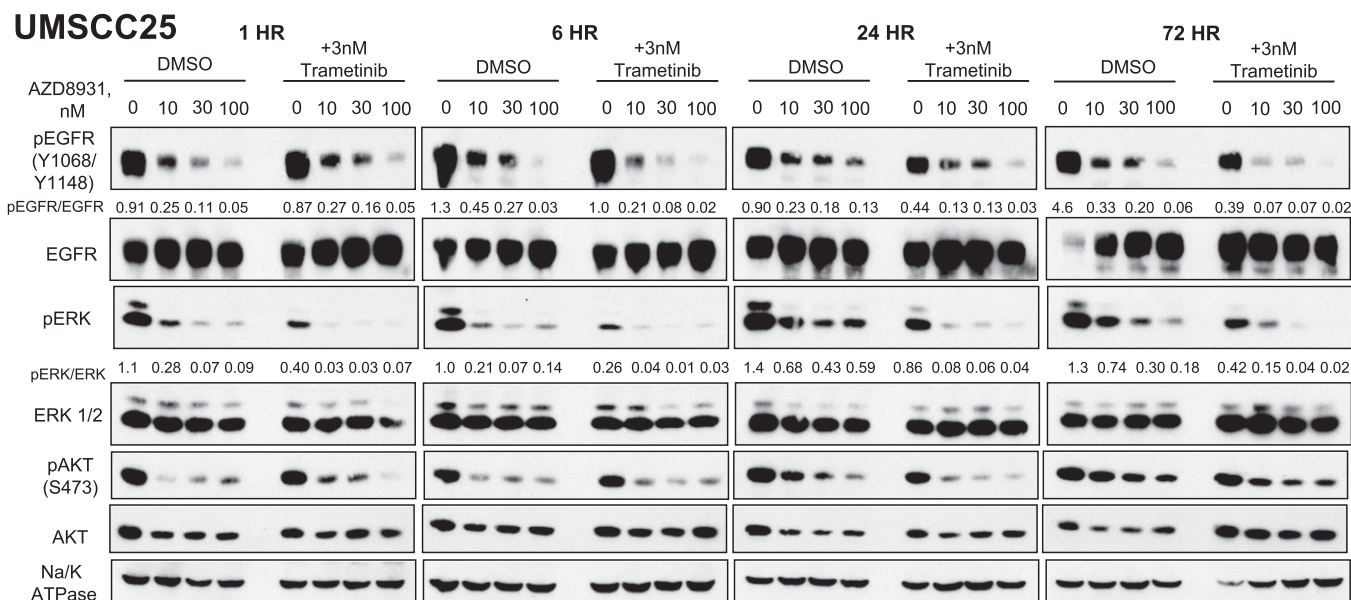 UMSCC25
1 HR 6 HR 24 HR 72 HR
DMSO +3nM Trametinib DMSO +3nM Trametinib DMSO +3nM Trametinib DMSO +3nM Trametinib
AZD8931, nM 0 10 30 100 0 10 30 100 0 10 30 100 0 10 30 100 0 10 30 100 0 10 30 100 0 10 30 100 0 10 30 100
pEGFR
(Y1068/
Y1148)
pEGFR/EGFR 0.91 0.25 0.11 0.05 0.87 0.27 0.16 0.05 1.3 0.45 0.27 0.03 1.0 0.21 0.08 0.02 0.90 0.23 0.18 0.13 0.44 0.13 0.13 0.03 4.6 0.33 0.20 0.06 0.39 0.07 0.07 0.02
EGFR
pERK
pERK/ERK 1.1 0.28 0.07 0.09 0.40 0.03 0.03 0.07 1.0 0.21 0.07 0.14 0.26 0.04 0.01 0.03 1.4 0.68 0.43 0.59 0.86 0.08 0.06 0.04 1.3 0.74 0.30 0.18 0.42 0.15 0.04 0.02
ERK 1/2
pAKT
(S473)
AKT
Na/K
ATPase